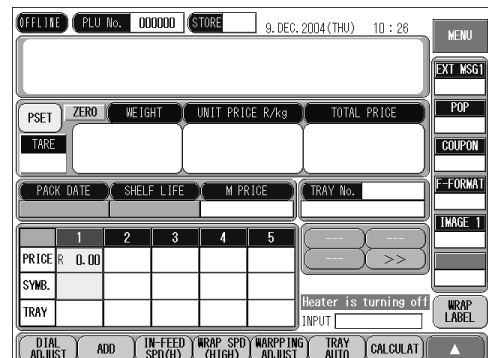 OFFLINE PLU No. 000000 STORE 9. DEC. 2004(THU) 10 : 26 MENU
EXT MSG1
PSET ZERO WEIGHT UNIT PRICE R/kg TOTAL PRICE POP
TARE COUPON
PACK DATE SHELF LIFE M PRICE TRAY No. F-FORMAT
IMAGE 1
1 2 3 4 5 --- ---
PRICE R 0.00 --- >>
SYMB.
Heater is turning off
TRAY INPUT WRAP LABEL
DIAL ADJUST ADD IN-FEED SPD(H) WRAP SPD (HIGH) WARPPING ADJUST TRAY AUTO CALCULAT ▲